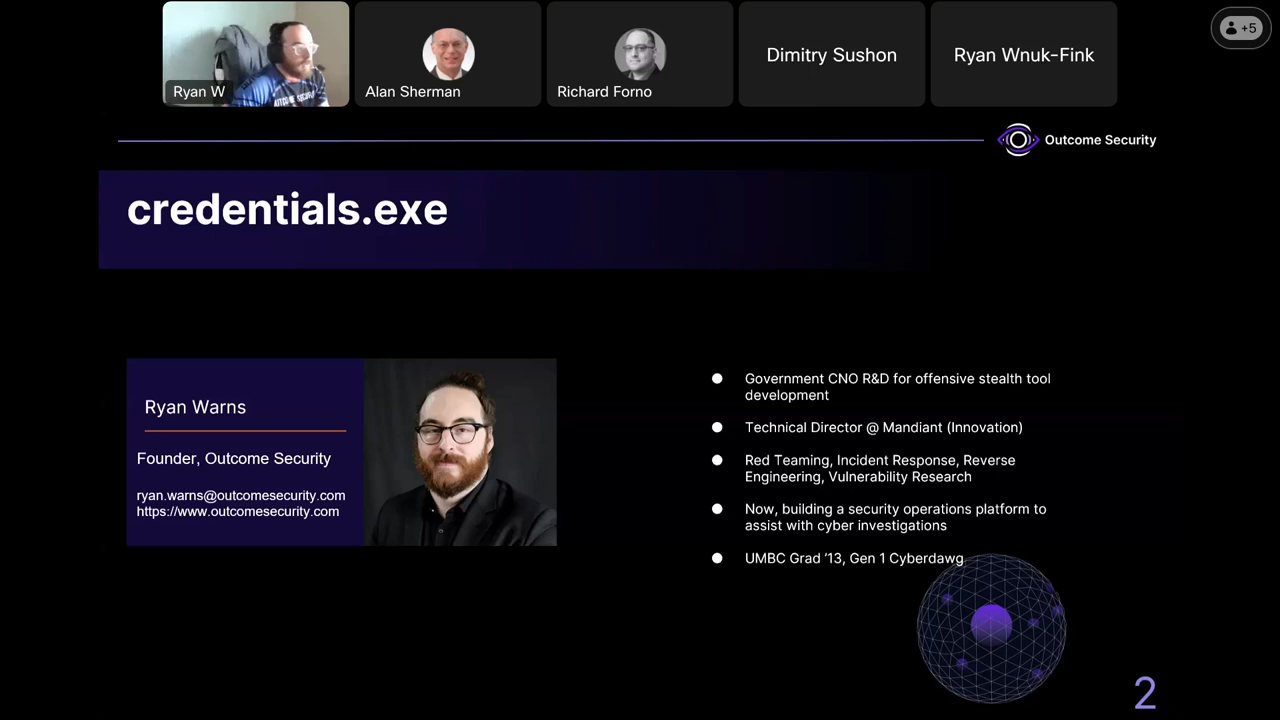 Ryan W
Alan Sherman
Richard Forno
Dimitry Sushon
Ryan Wnuk-Fink
+5
Outcome Security
credentials.exe
Ryan Warns
Founder, Outcome Security
ryan.warns@outcomesecurity.com
https://www.outcomesecurity.com
Government CNO R&D for offensive stealth tool
development
Technical Director @ Mandiant (Innovation)
Red Teaming, Incident Response, Reverse
Engineering, Vulnerability Research
Now, building a security operations platform to
assist with cyber investigations
UMBC Grad '13, Gen 1 Cyberdawg
2